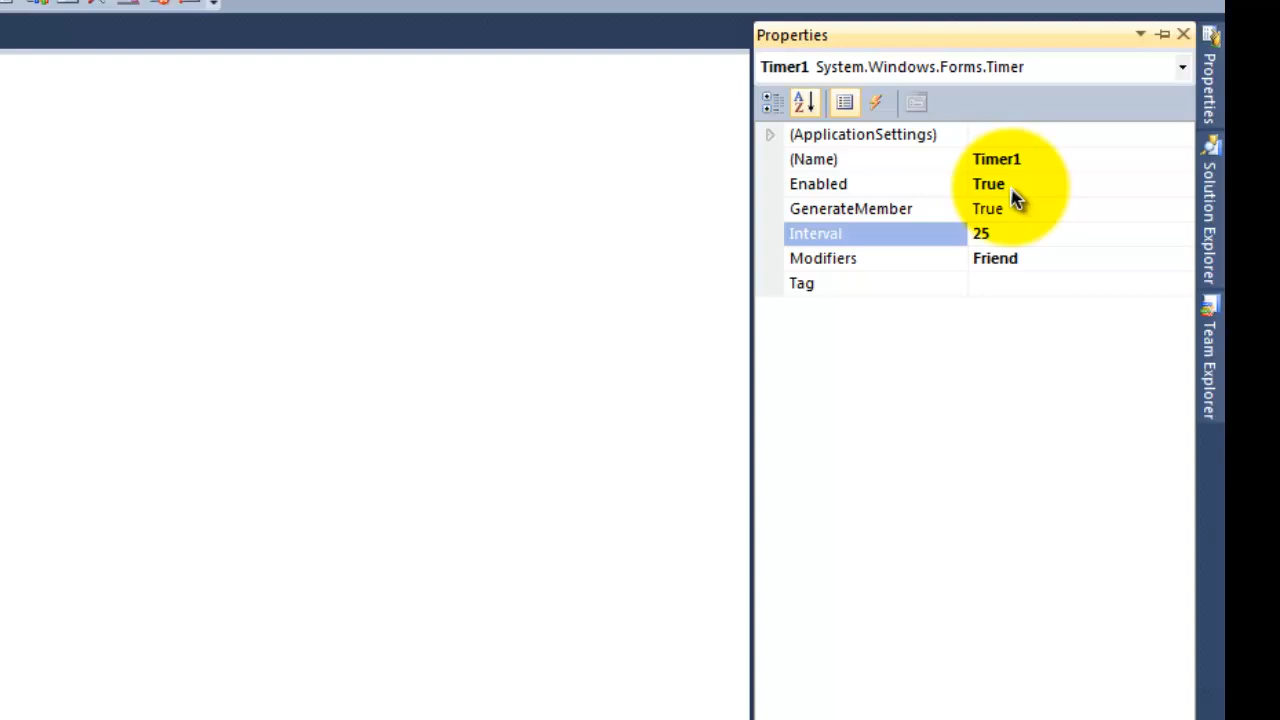 Properties
Timer1 System.Windows.Forms.Timer
(ApplicationSettings)
(Name) Timer1
Enabled True
GenerateMember True
Interval 25
Modifiers Friend
Tag
Properties
Solution Explorer
Team Explorer